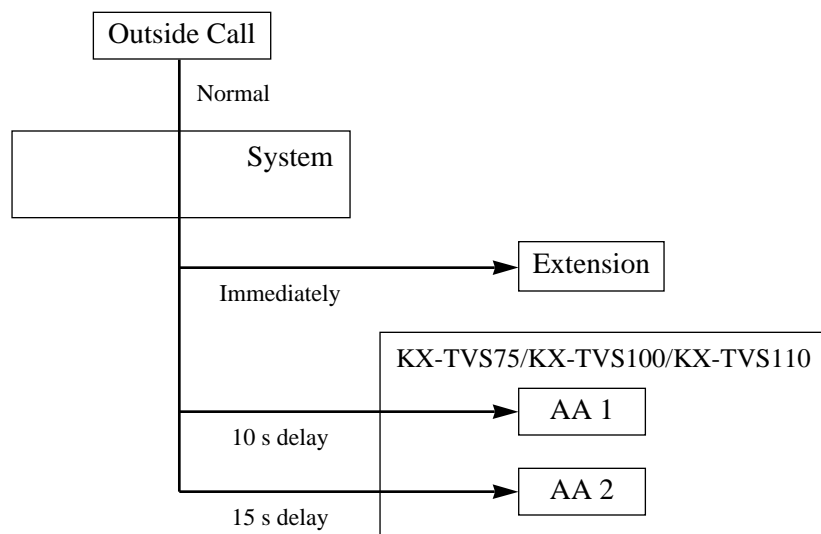 Outside Call
Normal
System
Extension
Immediately
KX-TVS75/KX-TVS100/KX-TVS110
AA 1
10 s delay
AA 2
15 s delay